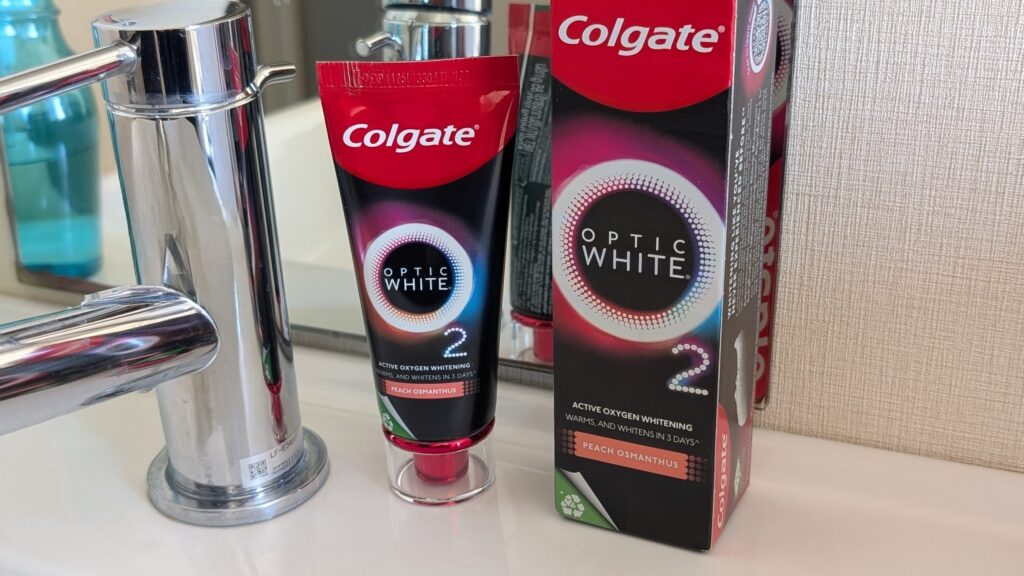 Colgate®
OPTIC
WHITE®
2
ACTIVE OXYGEN WHITENING
WARMS, AND WHITENS IN 3 DAYS^
PEACH OSMANTHUS
Colgate®
OPTIC
WHITE®
2
ACTIVE OXYGEN WHITENING
WARMS, AND WHITENS IN 3 DAYS^
PEACH OSMANTHUS
Colgate